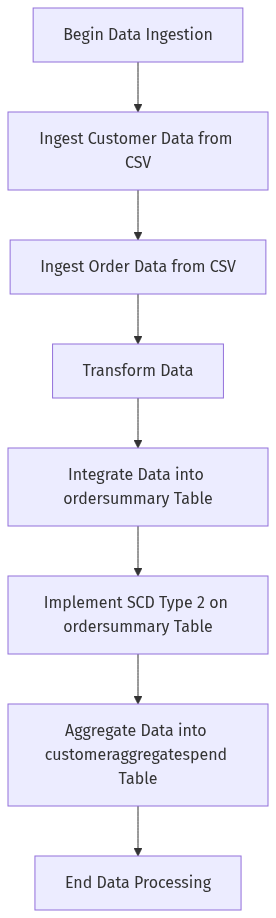 Begin Data Ingestion
Ingest Customer Data from
CSV
Ingest Order Data from CSV
Transform Data
Integrate Data into
ordersummary Table
Implement SCD Type 2 on
ordersummary Table
Aggregate Data into
customeraggregatespend
Table
End Data Processing